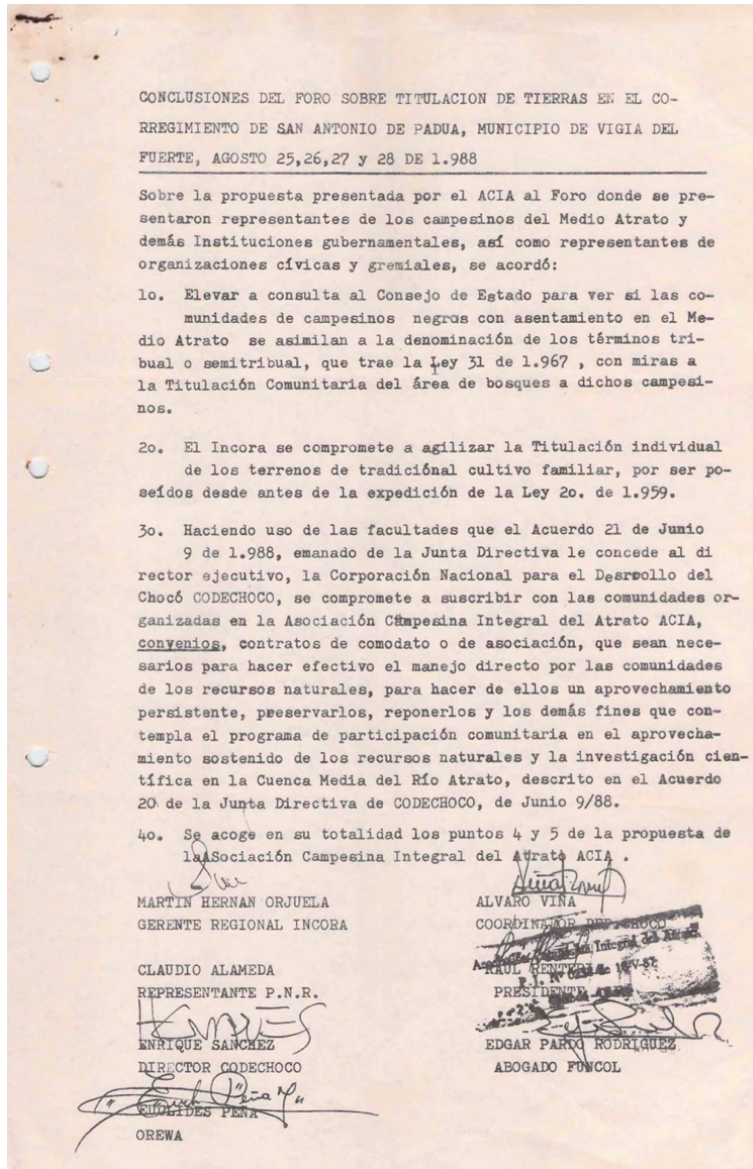 CONCLUSIONES DEL FORO SOBRE TITULACION DE TIERRAS EN EL CO-
RREGIMIENTO DE SAN ANTONIO DE PADUA, MUNICIPIO DE VIGIA DEL
FUERTE, AGOSTO 25,26,27 y 28 DE 1.988
Sobre la propuesta presentada por el ACIA al Foro donde se pre-
sentaron representantes de los campesinos del Medio Atrato y
demás Instituciones gubernamentales, así como representantes de
organizaciones cívicas y gremiales, se acordó:
1o. Elevar a consulta al Consejo de Estado para ver si las co-
munidades de campesinos negros con asentamiento en el Me-
dio Atrato se asimilan a la denominación de los términos tri-
bual o semitribual, que trae la Ley 31 de 1.967 , con miras a
la Titulación Comunitaria del área de bosques a dichos campesi-
nos.
2o. El Incora se compromete a agilizar la Titulación individual
de los terrenos de tradiciónal cultivo familiar, por ser po-
seídos desde antes de la expedición de la Ley 2o. de 1.959.
3o. Haciendo uso de las facultades que el Acuerdo 21 de Junio
9 de 1.988, emanado de la Junta Directiva le concede al di
rector ejecutivo, la Corporación Nacional para el Desrrollo del
Chocó CODECHOCO, se compromete a suscribir con las comunidades or-
ganizadas en la Asociación Campesina Integral del Atrato ACIA,
convenios, contratos de comodato o de asociación, que sean nece-
sarios para hacer efectivo el manejo directo por las comunidades
de los recursos naturales, para hacer de ellos un aprovechamiento
persistente, preservarlos, reponerlos y los demás fines que con-
templa el programa de participación comunitaria en el aprovecha-
miento sostenido de los recursos naturales y la investigación cien-
tífica en la Cuenca Media del Río Atrato, descrito en el Acuerdo
20 de la Junta Directiva de CODECHOCO, de Junio 9/88.
4o. Se acoge en su totalidad los puntos 4 y 5 de la propuesta de
laASociación Campesina Integral del Atrato ACIA .
MARTIN HERNAN ORJUELA
GERENTE REGIONAL INCORA
ALVARO VIÑA
COORDINADOR DEP. CHOCO
CLAUDIO ALAMEDA
REPRESENTANTE P.N.R.
Integral del
RAUL RENTERIA
P.J. Nº
PRESIDENTE
ENRIQUE SANCHEZ
DIRECTOR CODECHOCO
EDGAR PARDO RODRIGUEZ
ABOGADO FUNCOL
EUCLIDES PEÑA
OREWA